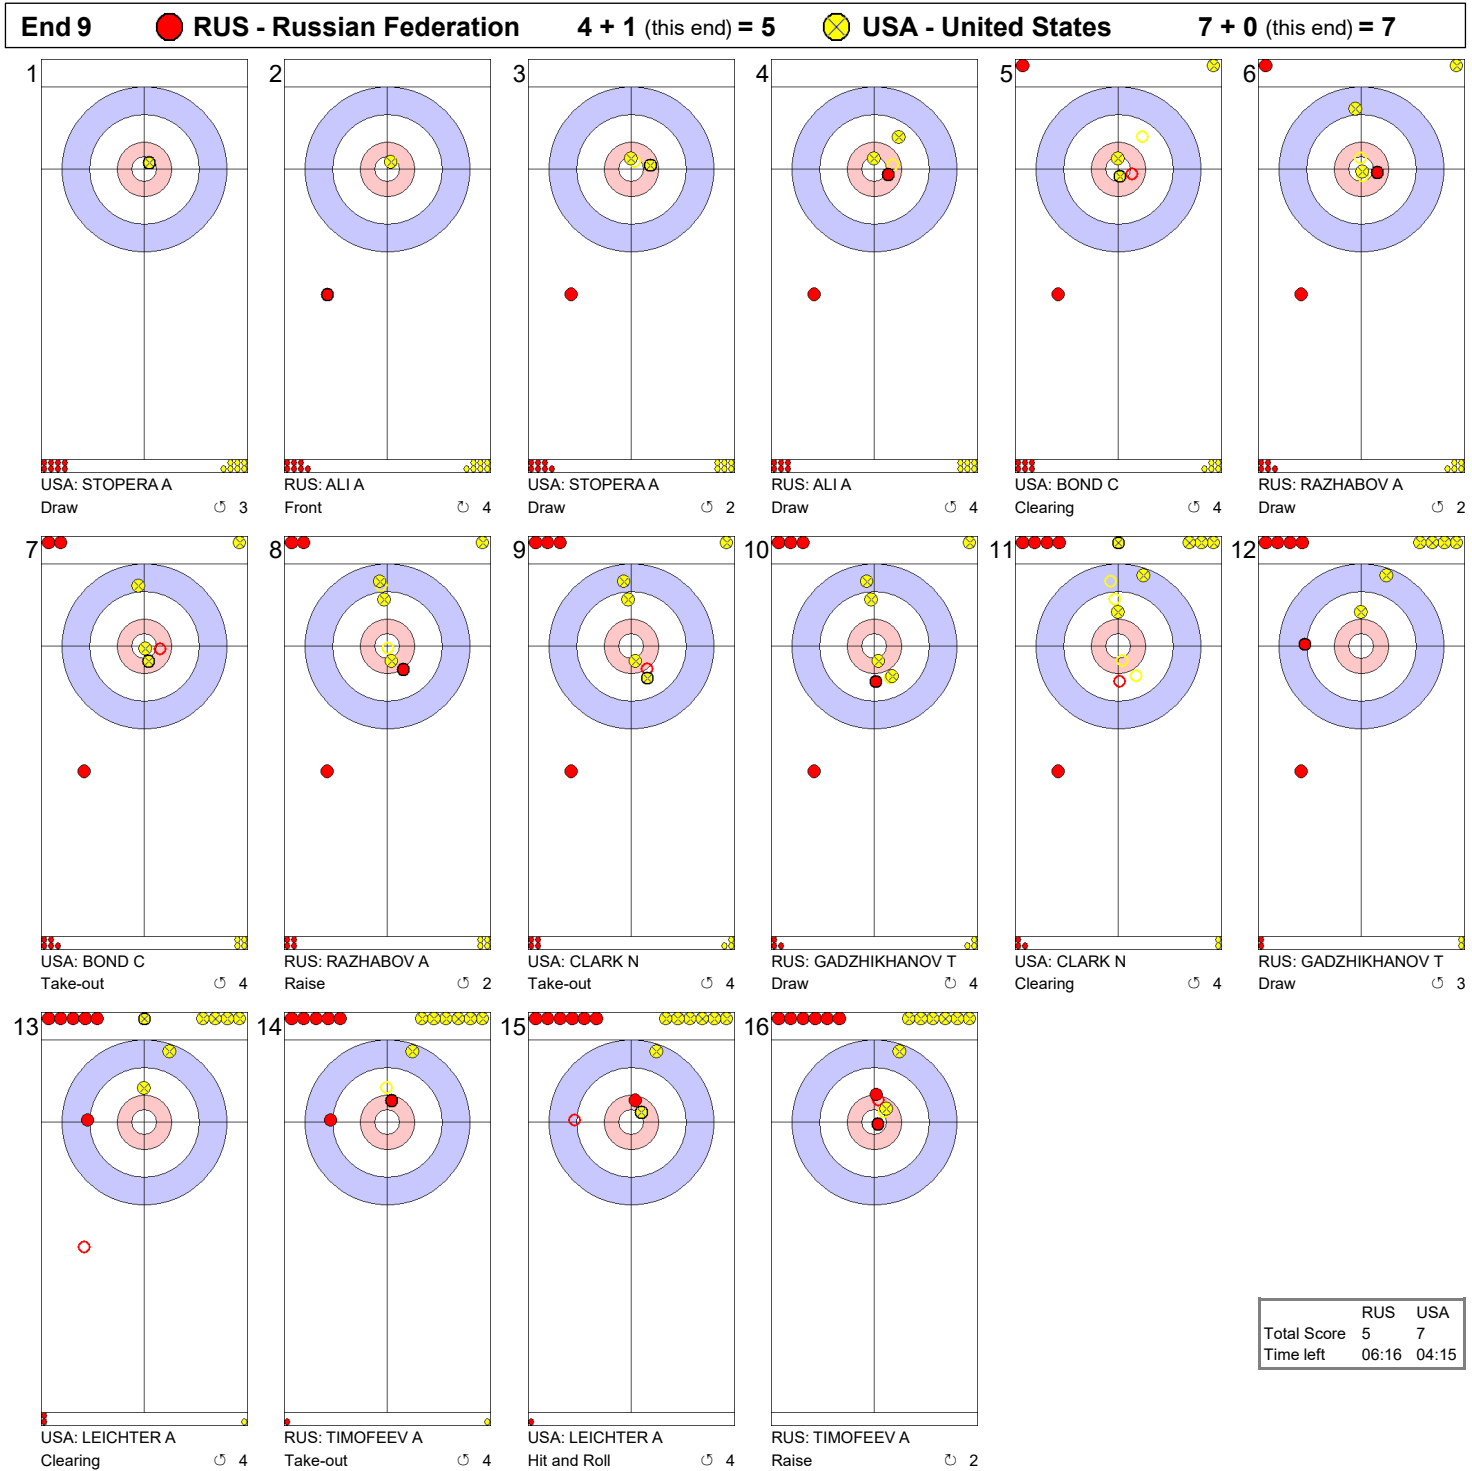 End 9 RUS - Russian Federation 4 + 1 (this end) = 5 USA - United States 7 + 0 (this end) = 7
1 2 3 4 5 6
USA: STOPERA A RUS: ALI A USA: STOPERA A RUS: ALI A USA: BOND C RUS: RAZHABOV A
Draw ↺ 3 Front ↻ 4 Draw ↺ 2 Draw ↺ 4 Clearing ↺ 4 Draw ↺ 2
7 8 9 10 11 12
USA: BOND C RUS: RAZHABOV A USA: CLARK N RUS: GADZHIKHANOV T USA: CLARK N RUS: GADZHIKHANOV T
Take-out ↺ 4 Raise ↺ 2 Take-out ↺ 4 Draw ↻ 4 Clearing ↺ 4 Draw ↺ 3
13 14 15 16
RUS USA
Total Score 5 7
Time left 06:16 04:15
USA: LEICHTER A RUS: TIMOFEEV A USA: LEICHTER A RUS: TIMOFEEV A
Clearing ↺ 4 Take-out ↺ 4 Hit and Roll ↺ 4 Raise ↻ 2